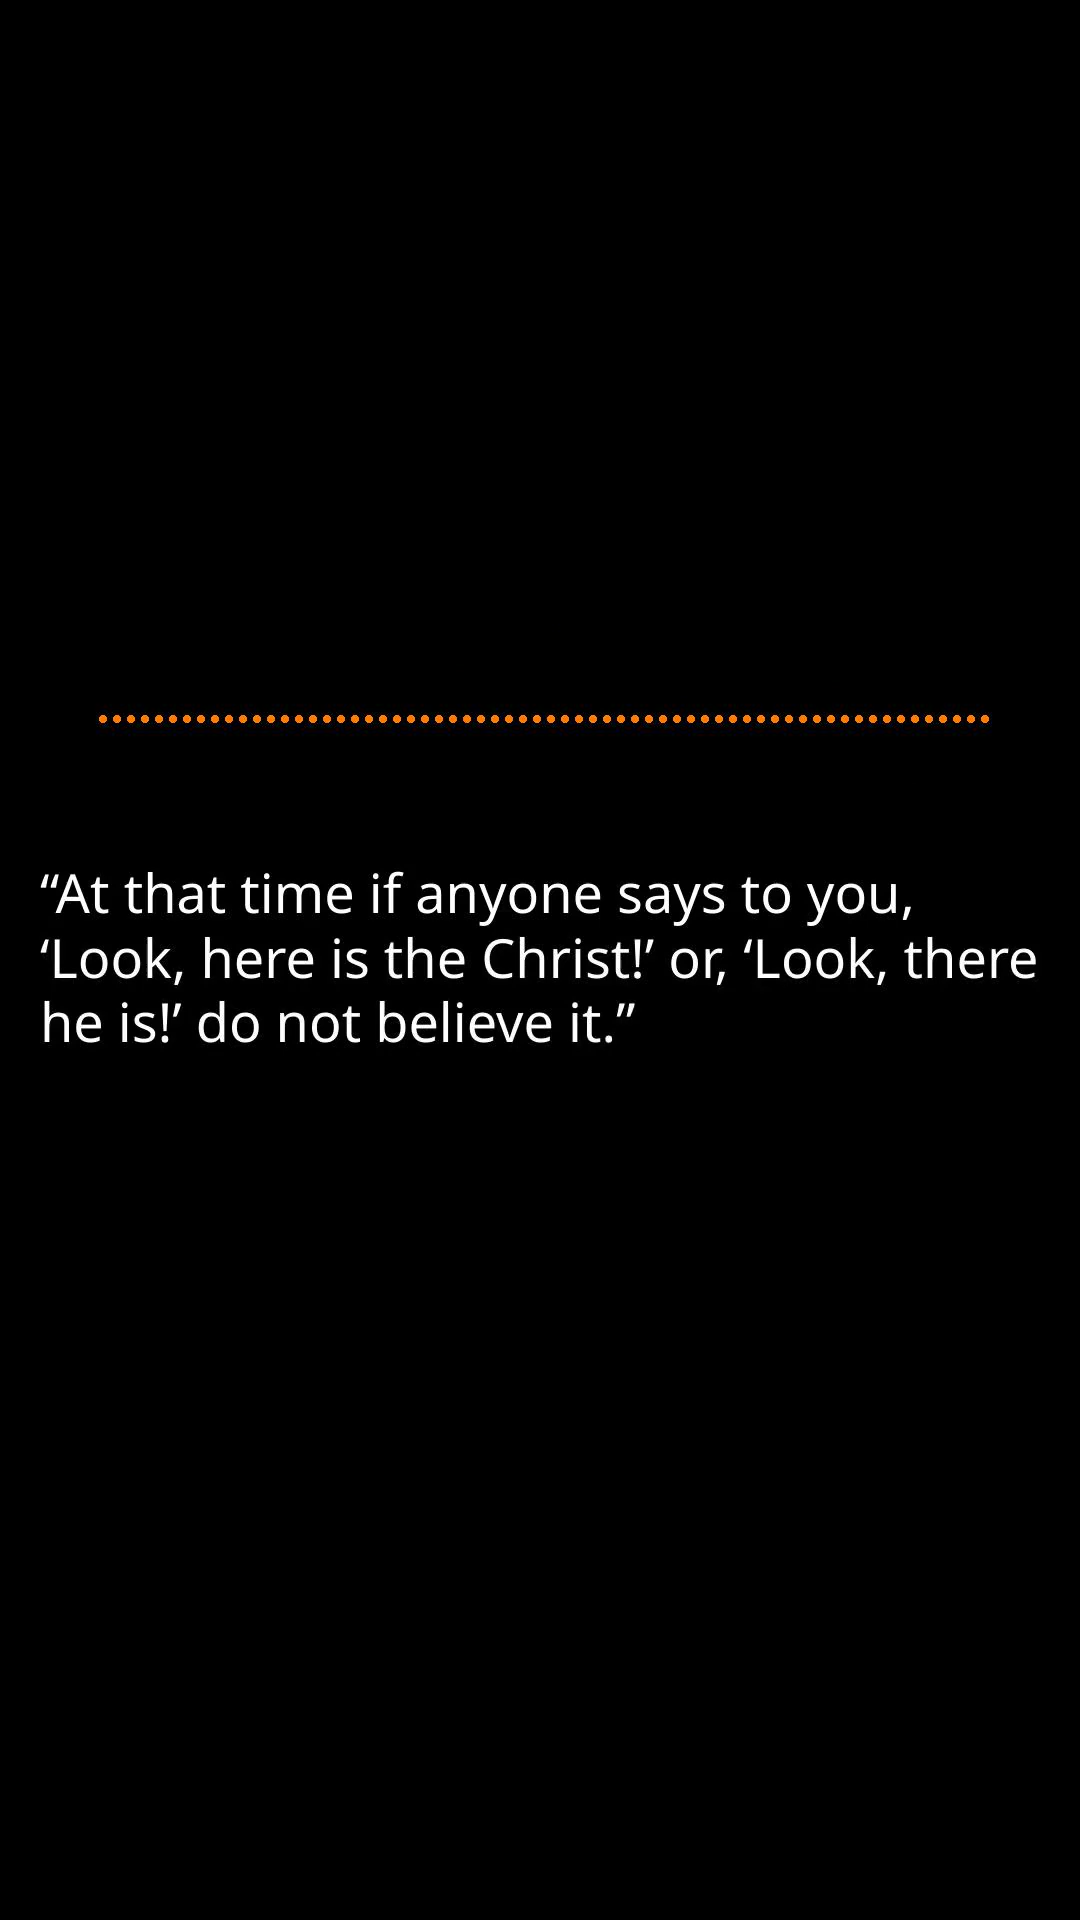 “At that time if anyone says to you,
‘Look, here is the Christ!’ or, ‘Look, there
he is!’ do not believe it.”